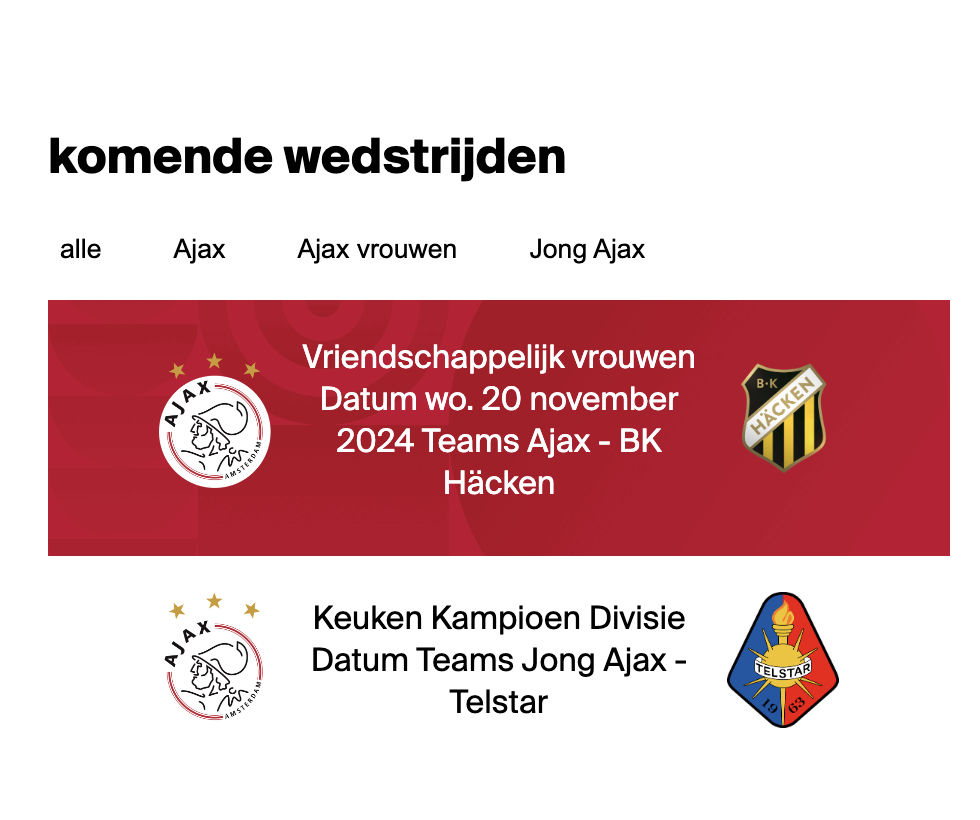 komende wedstrijden
alle Ajax Ajax vrouwen Jong Ajax
AJAX
AMSTERDAM
Vriendschappelijk vrouwen
Datum wo. 20 november
2024 Teams Ajax - BK
Häcken
B·K
HÄCKEN
AJAX
AMSTERDAM
Keuken Kampioen Divisie
Datum Teams Jong Ajax -
Telstar
TELSTAR
19 63